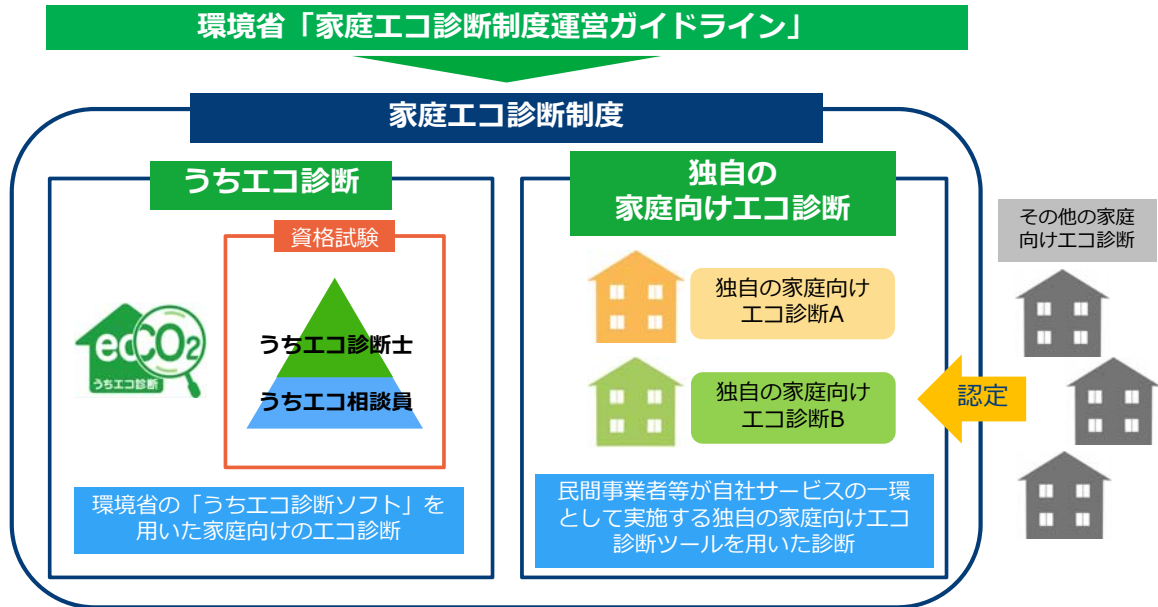 環境省「家庭エコ診断制度運営ガイドライン」
家庭エコ診断制度
うちエコ診断
資格試験
ecCO2
うちエコ診断
うちエコ診断士
うちエコ相談員
環境省の「うちエコ診断ソフト」を
用いた家庭向けのエコ診断
独自の
家庭向けエコ診断
独自の家庭向け
エコ診断A
独自の家庭向け
エコ診断B
民間事業者等が自社サービスの一環
として実施する独自の家庭向けエコ
診断ツールを用いた診断
その他の家庭
向けエコ診断
認定